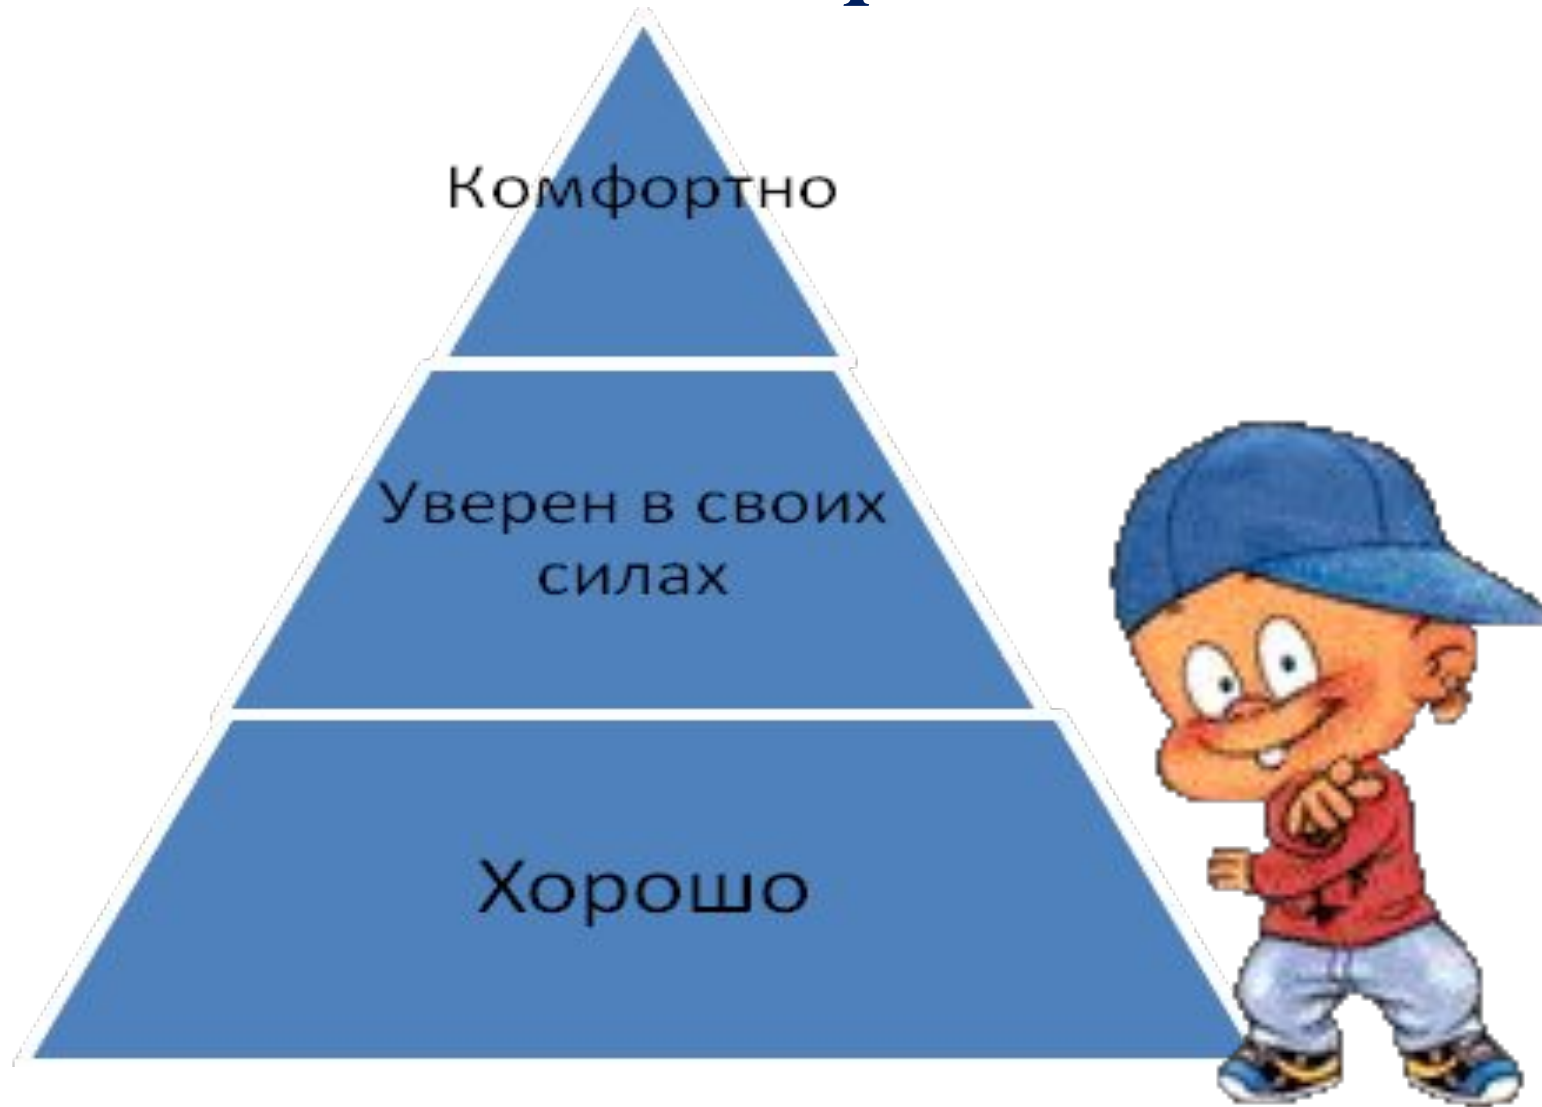 Комфортно
Уверен в своих
силах
Хорошо